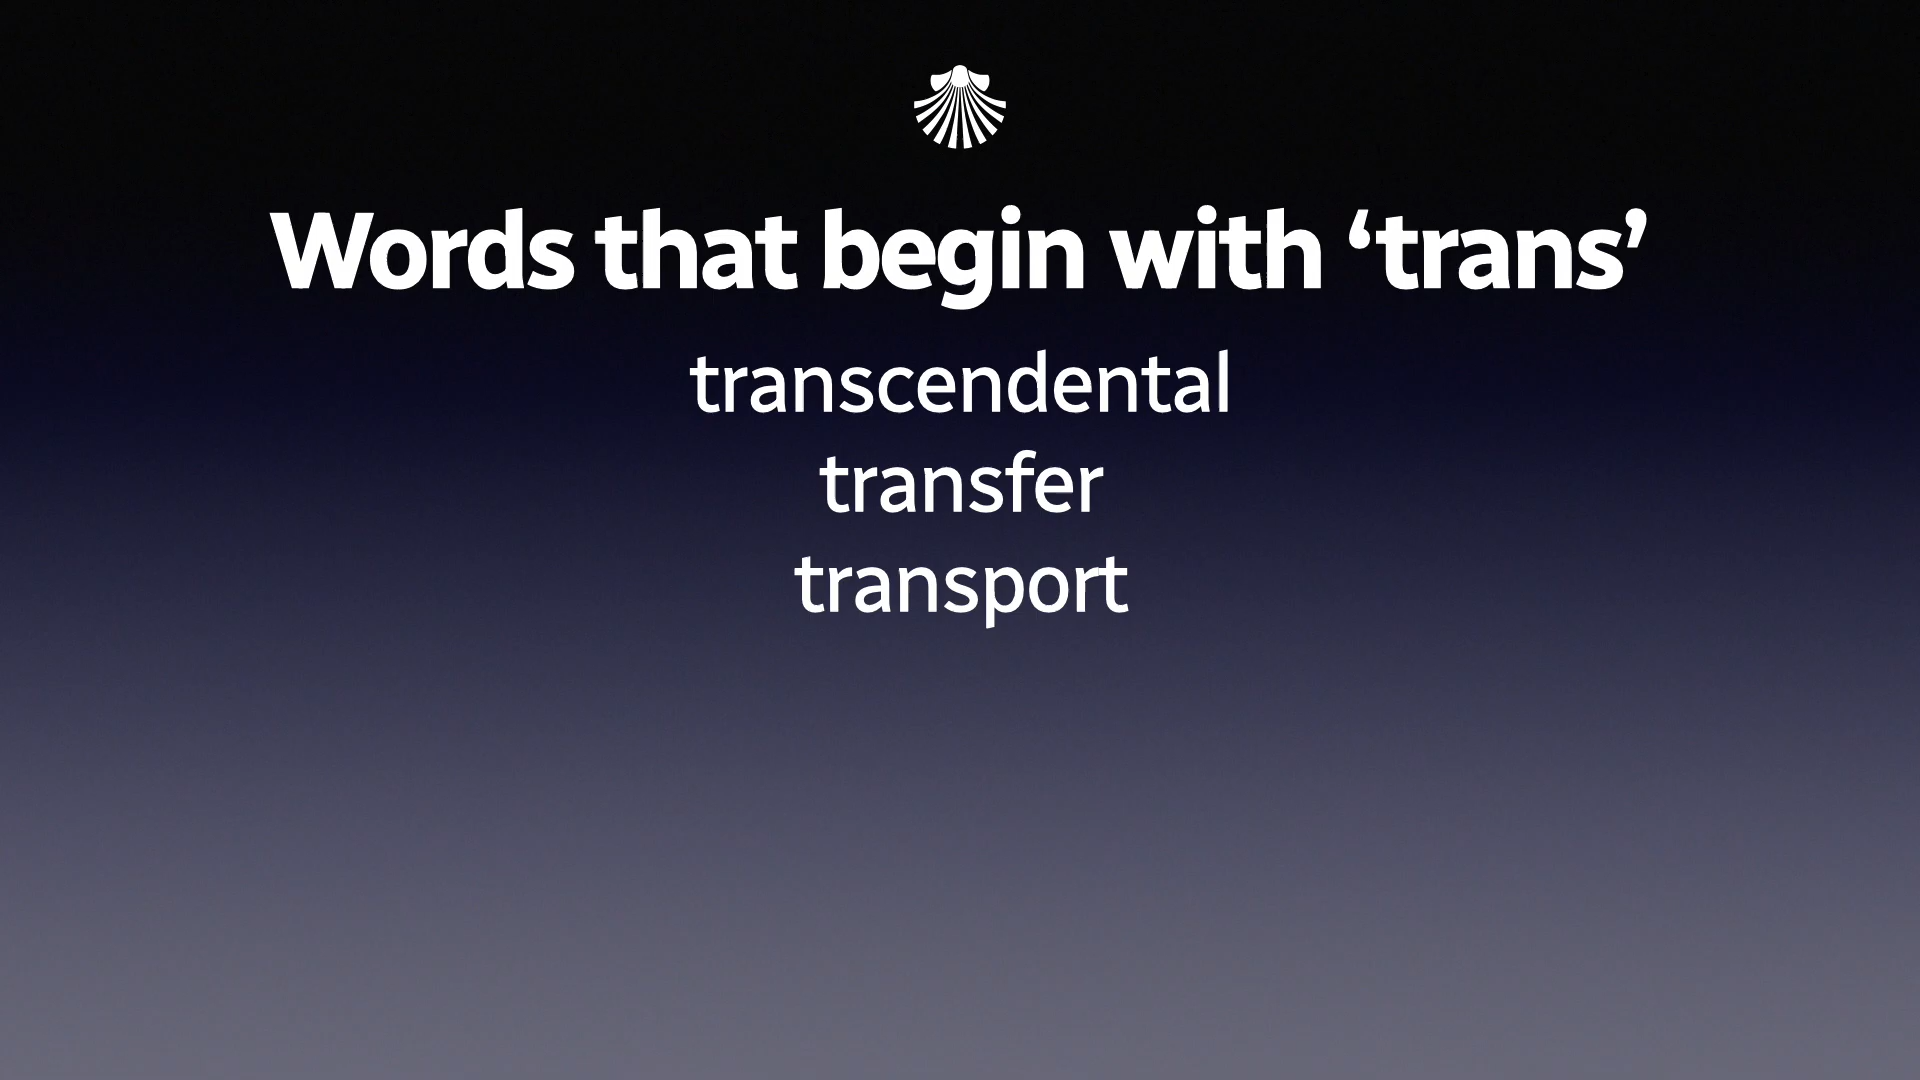 Words that begin with ‘trans’
transcendental
transfer
transport